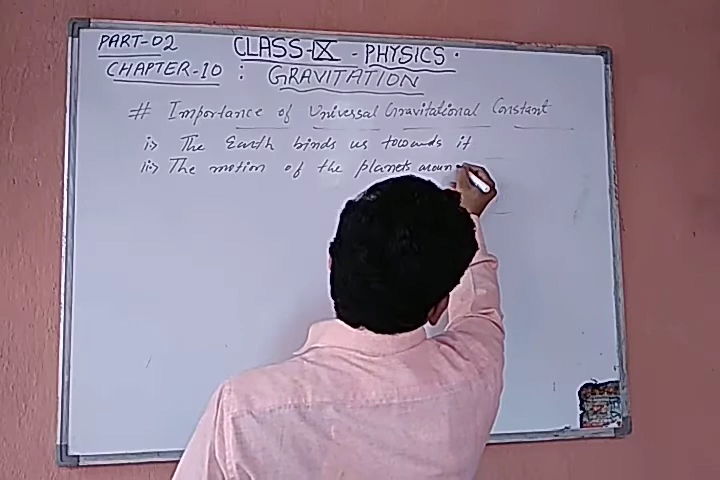 PART-02 CLASS-IX - PHYSICS.
CHAPTER-10 : GRAVITATION
# Importance of Universal Gravitational Constant
i> The Earth binds us towards it
ii> The motion of the planets aroun